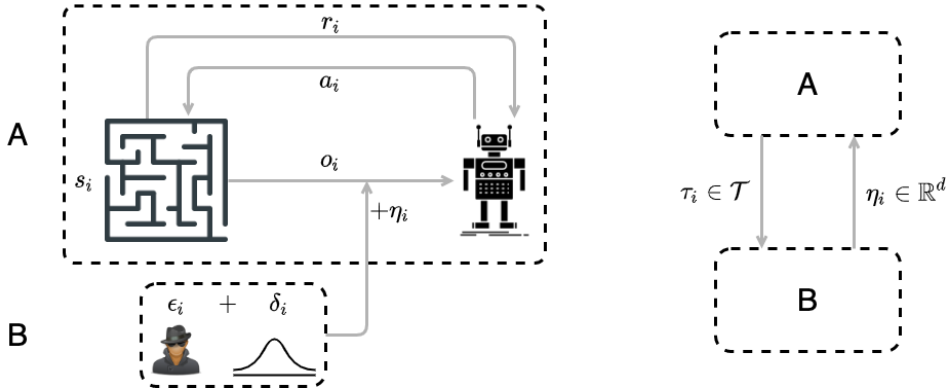 r_i
a_i
A
A
o_i
s_i
τ_i ∈ 𝒯
η_i ∈ ℝ^d
+η_i
ϵ_i + δ_i
B
B